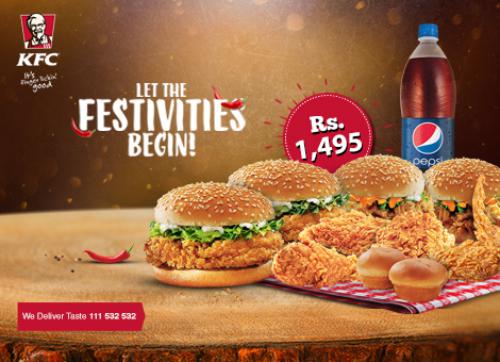 KFC
It's
finger lickin'
good
LET THE
FESTIVITIES
BEGIN!
Rs.
1,495
pepsi
We Deliver Taste 111 532 532